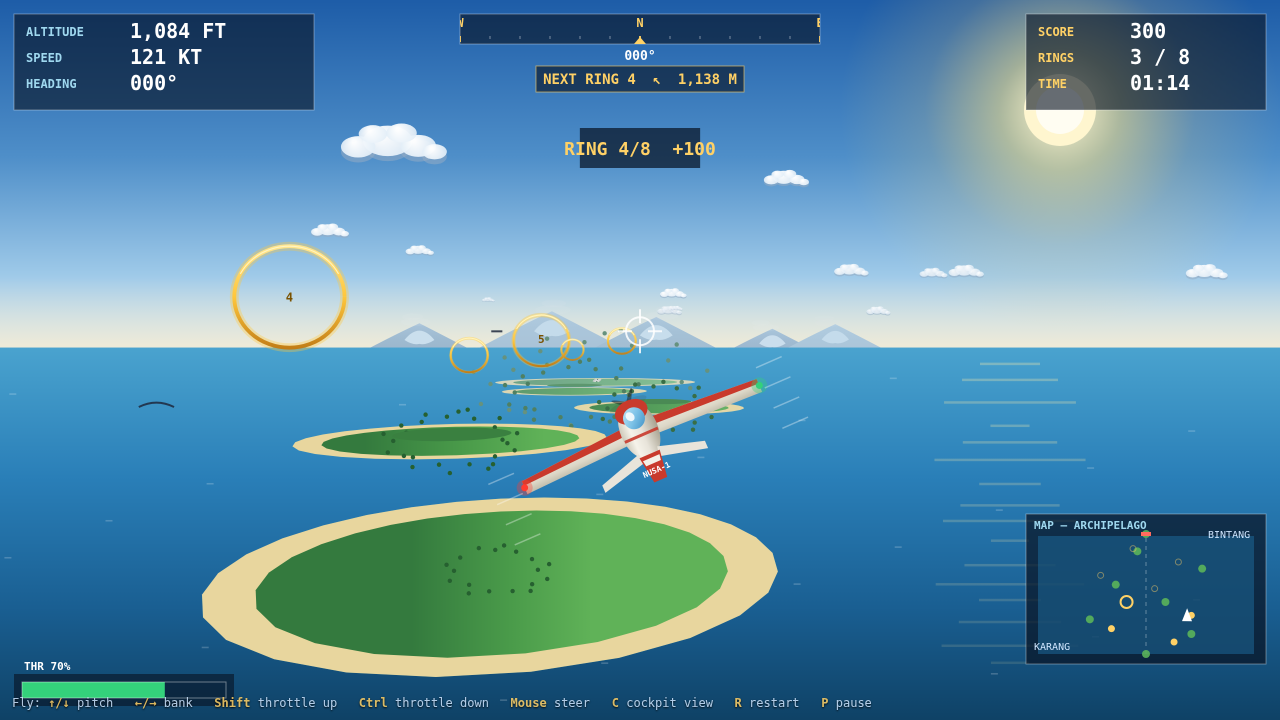 ALTITUDE 1,084 FT
SPEED 121 KT
HEADING 000°
W N E
000°
NEXT RING 4 ↖ 1,138 M
SCORE 300
RINGS 3 / 8
TIME 01:14
RING 4/8 +100
4
5
NUSA-1
MAP — ARCHIPELAGO
BINTANG
KARANG
THR 70%
Fly: ↑/↓ pitch ←/→ bank Shift throttle up Ctrl throttle down Mouse steer C cockpit view R restart P pause